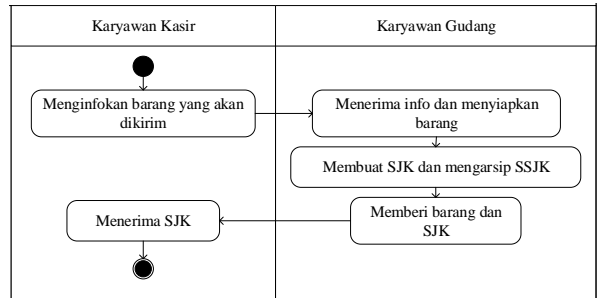 Karyawan Kasir
Karyawan Gudang
Menginfokan barang yang akan
dikirim
Menerima info dan menyiapkan
barang
Membuat SJK dan mengarsip SSJK
Memberi barang dan
SJK
Menerima SJK